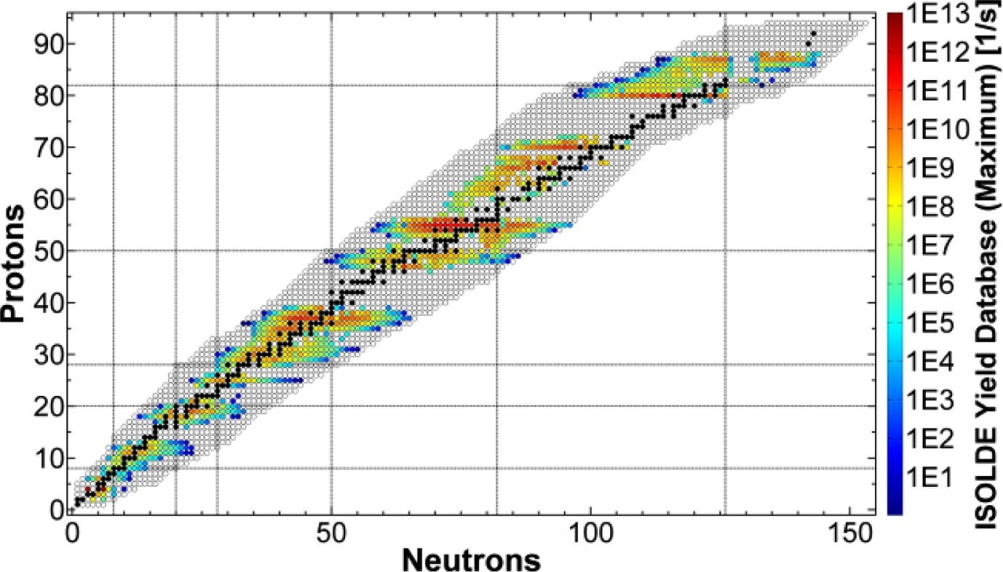 90
80
70
60
50
40
30
20
10
0
Protons
0
50
100
150
Neutrons
1E13
1E12
1E11
1E10
1E9
1E8
1E7
1E6
1E5
1E4
1E3
1E2
1E1
ISOLDE Yield Database (Maximum) [1/s]